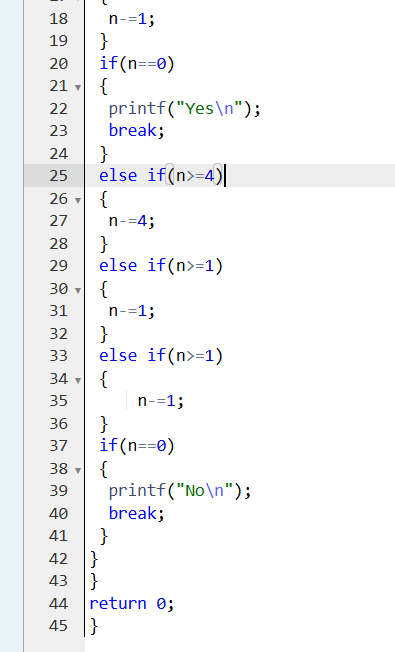 18 n-=1;
19 }
20 if(n==0)
21 {
22 printf("Yes\n");
23 break;
24 }
25 else if(n>=4)
26 {
27 n-=4;
28 }
29 else if(n>=1)
30 {
31 n-=1;
32 }
33 else if(n>=1)
34 {
35 n-=1;
36 }
37 if(n==0)
38 {
39 printf("No\n");
40 break;
41 }
42 }
43 }
44 return 0;
45 }